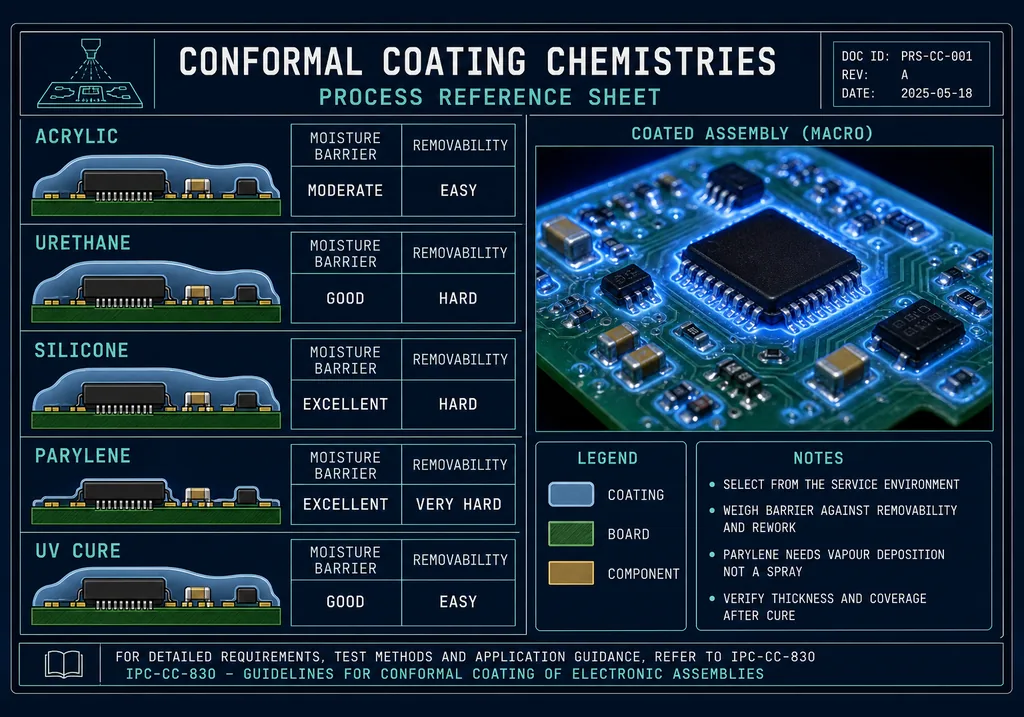 CONFORMAL COATING CHEMISTRIES
PROCESS REFERENCE SHEET
DOC ID: PRS-CC-001
REV: A
DATE: 2025-05-18
ACRYLIC
MOISTURE
BARRIER
REMOVABILITY
MODERATE
EASY
URETHANE
MOISTURE
BARRIER
REMOVABILITY
GOOD
HARD
SILICONE
MOISTURE
BARRIER
REMOVABILITY
EXCELLENT
HARD
PARYLENE
MOISTURE
BARRIER
REMOVABILITY
EXCELLENT
VERY HARD
UV CURE
MOISTURE
BARRIER
REMOVABILITY
GOOD
EASY
COATED ASSEMBLY (MACRO)
LEGEND
COATING
BOARD
COMPONENT
NOTES
• SELECT FROM THE SERVICE ENVIRONMENT
• WEIGH BARRIER AGAINST REMOVABILITY
AND REWORK
• PARYLENE NEEDS VAPOUR DEPOSITION
NOT A SPRAY
• VERIFY THICKNESS AND COVERAGE
AFTER CURE
FOR DETAILED REQUIREMENTS, TEST METHODS AND APPLICATION GUIDANCE, REFER TO IPC-CC-830
IPC-CC-830 – GUIDELINES FOR CONFORMAL COATING OF ELECTRONIC ASSEMBLIES